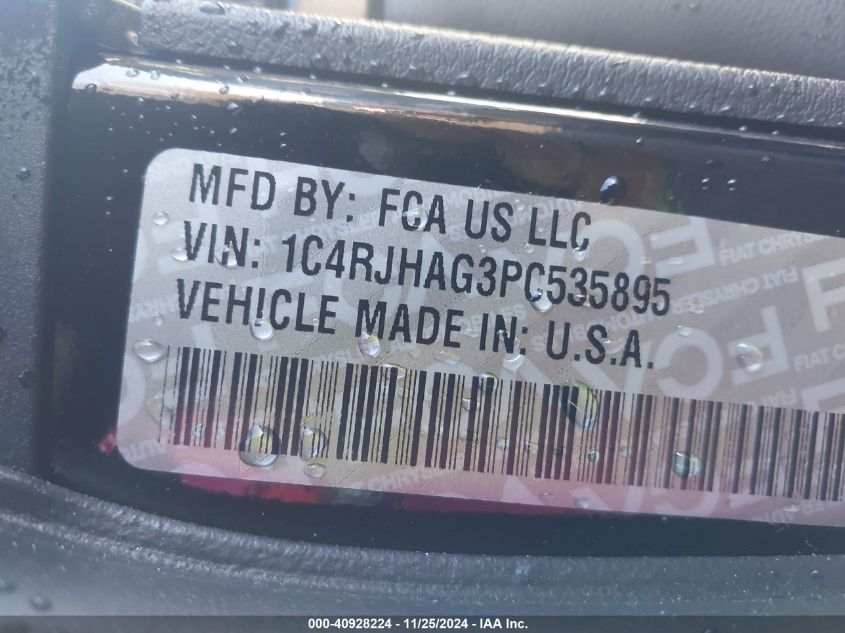 MFD BY: FCA US LLC
VIN: 1C4RJHAG3PC535895
VEHICLE MADE IN: U.S.A.
000-40928224 - 11/25/2024 - IAA Inc.